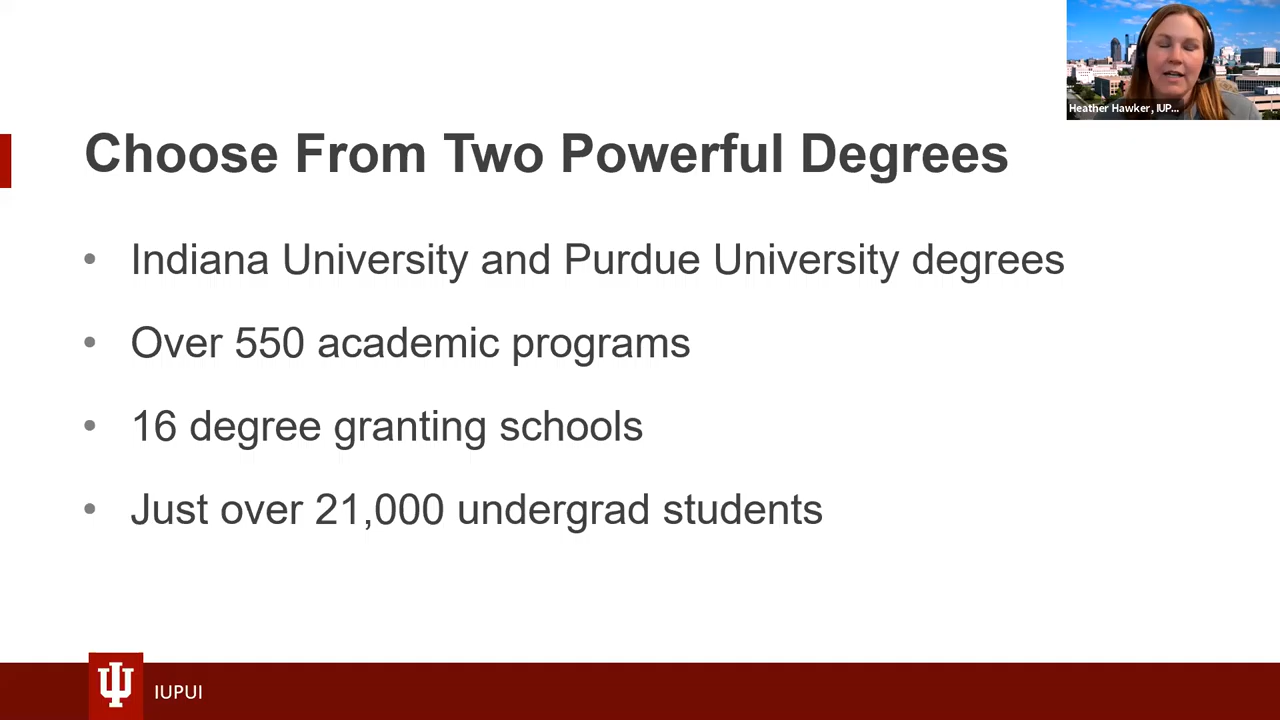 Heather Hawker, IUP...
Choose From Two Powerful Degrees
• Indiana University and Purdue University degrees
• Over 550 academic programs
• 16 degree granting schools
• Just over 21,000 undergrad students
IUPUI